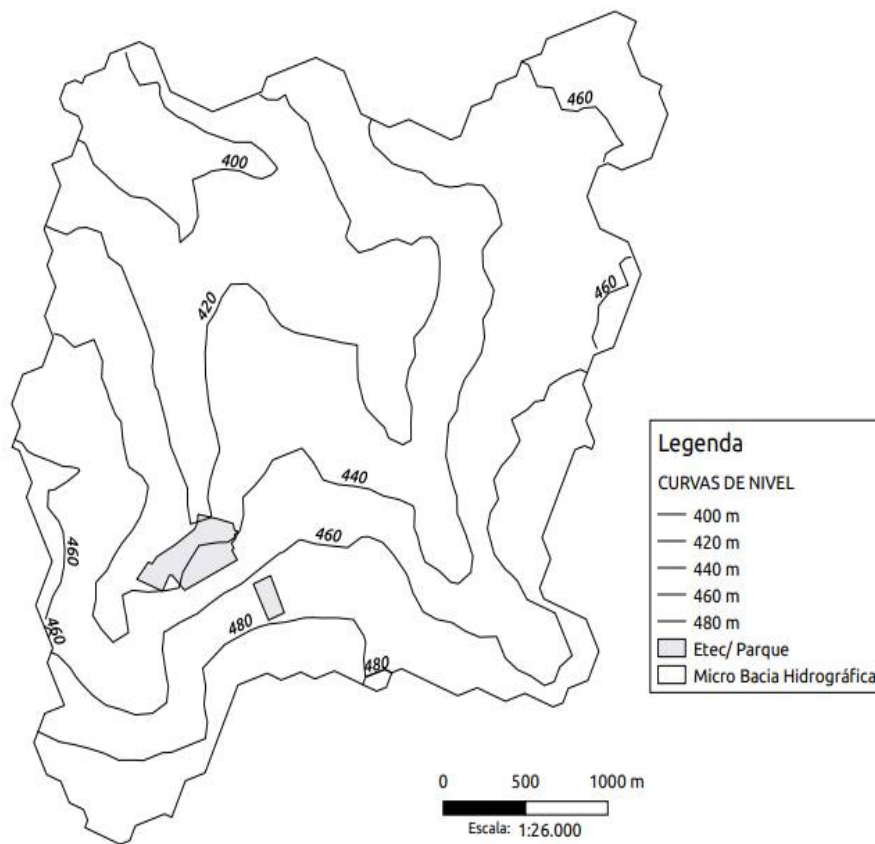 460
400
460
420
440
460
460
460
480
480
Legenda
CURVAS DE NIVEL
400 m
420 m
440 m
460 m
480 m
Etec/ Parque
Micro Bacia Hidrográfica
0 500 1000 m
Escala: 1:26.000